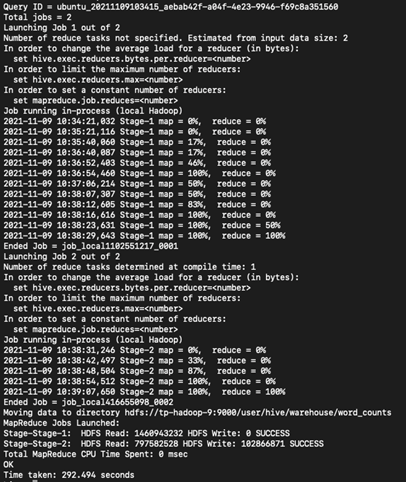 Query ID = ubuntu_20211109103415_aebab42f-a04f-4e23-9946-f69c8a351560
Total jobs = 2
Launching Job 1 out of 2
Number of reduce tasks not specified. Estimated from input data size: 2
In order to change the average load for a reducer (in bytes):
  set hive.exec.reducers.bytes.per.reducer=<number>
In order to limit the maximum number of reducers:
  set hive.exec.reducers.max=<number>
In order to set a constant number of reducers:
  set mapreduce.job.reduces=<number>
Job running in-process (local Hadoop)
2021-11-09 10:34:21,032 Stage-1 map = 0%,  reduce = 0%
2021-11-09 10:35:21,116 Stage-1 map = 0%,  reduce = 0%
2021-11-09 10:35:40,060 Stage-1 map = 17%,  reduce = 0%
2021-11-09 10:36:40,087 Stage-1 map = 17%,  reduce = 0%
2021-11-09 10:36:52,403 Stage-1 map = 46%,  reduce = 0%
2021-11-09 10:36:54,460 Stage-1 map = 100%,  reduce = 0%
2021-11-09 10:37:06,214 Stage-1 map = 50%,  reduce = 0%
2021-11-09 10:38:07,307 Stage-1 map = 50%,  reduce = 0%
2021-11-09 10:38:12,605 Stage-1 map = 83%,  reduce = 0%
2021-11-09 10:38:16,616 Stage-1 map = 100%,  reduce = 0%
2021-11-09 10:38:23,631 Stage-1 map = 100%,  reduce = 50%
2021-11-09 10:38:29,643 Stage-1 map = 100%,  reduce = 100%
Ended Job = job_local1102551217_0001
Launching Job 2 out of 2
Number of reduce tasks determined at compile time: 1
In order to change the average load for a reducer (in bytes):
  set hive.exec.reducers.bytes.per.reducer=<number>
In order to limit the maximum number of reducers:
  set hive.exec.reducers.max=<number>
In order to set a constant number of reducers:
  set mapreduce.job.reduces=<number>
Job running in-process (local Hadoop)
2021-11-09 10:38:31,246 Stage-2 map = 0%,  reduce = 0%
2021-11-09 10:38:42,497 Stage-2 map = 33%,  reduce = 0%
2021-11-09 10:38:48,504 Stage-2 map = 87%,  reduce = 0%
2021-11-09 10:38:54,512 Stage-2 map = 100%,  reduce = 0%
2021-11-09 10:39:07,650 Stage-2 map = 100%,  reduce = 100%
Ended Job = job_local416655098_0002
Moving data to directory hdfs://tp-hadoop-9:9000/user/hive/warehouse/word_counts
MapReduce Jobs Launched:
Stage-Stage-1:  HDFS Read: 1460943232 HDFS Write: 0 SUCCESS
Stage-Stage-2:  HDFS Read: 797582528 HDFS Write: 102866871 SUCCESS
Total MapReduce CPU Time Spent: 0 msec
OK
Time taken: 292.494 seconds